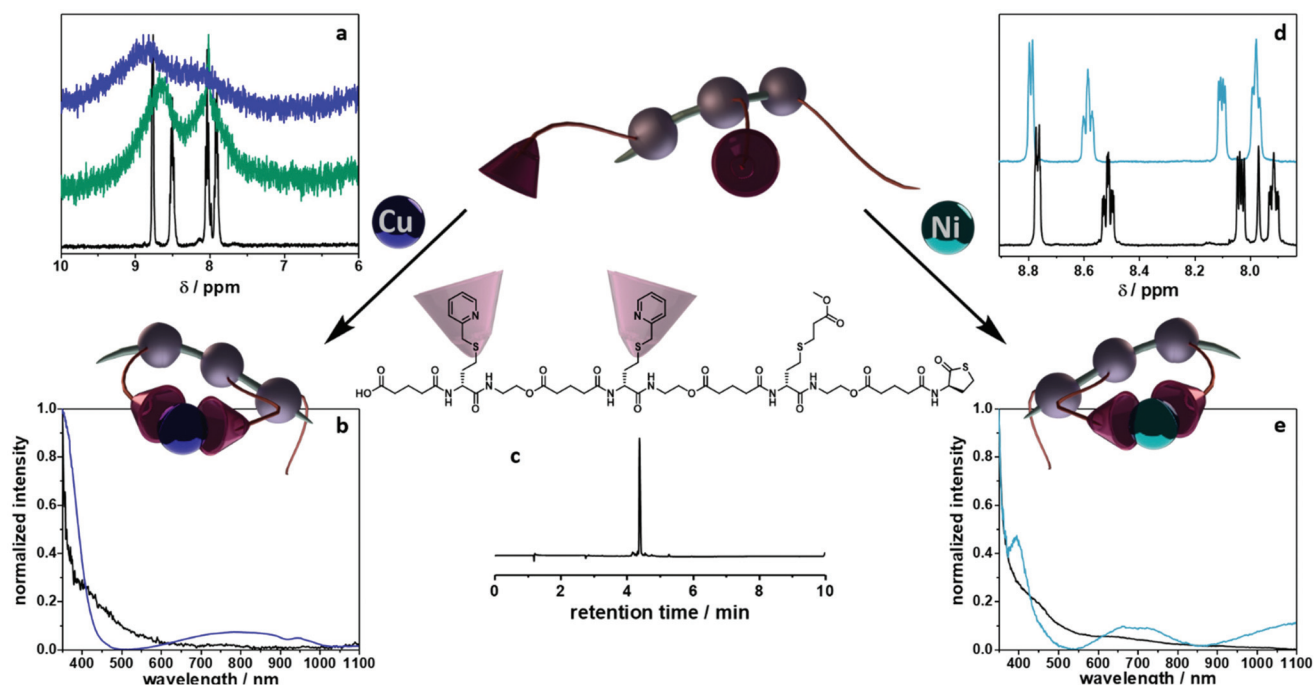 a
10 9 8 7 6
δ / ppm
d
8.8 8.6 8.4 8.2 8.0
δ / ppm
Cu
Ni
N
N
O
O
S
S
S
O
O
O
O
O
O
O
O
O
O
S
HO
N
H
N
H
O
N
H
N
H
O
N
H
N
H
O
N
H
O
O
O
b
1.0
0.8
0.6
0.4
0.2
0.0
normalized intensity
400 500 600 700 800 900 1000 1100
wavelength / nm
c
0 2 4 6 8 10
retention time / min
e
1.0
0.8
0.6
0.4
0.2
0.0
normalized intensity
400 500 600 700 800 900 1000 1100
wavelength / nm